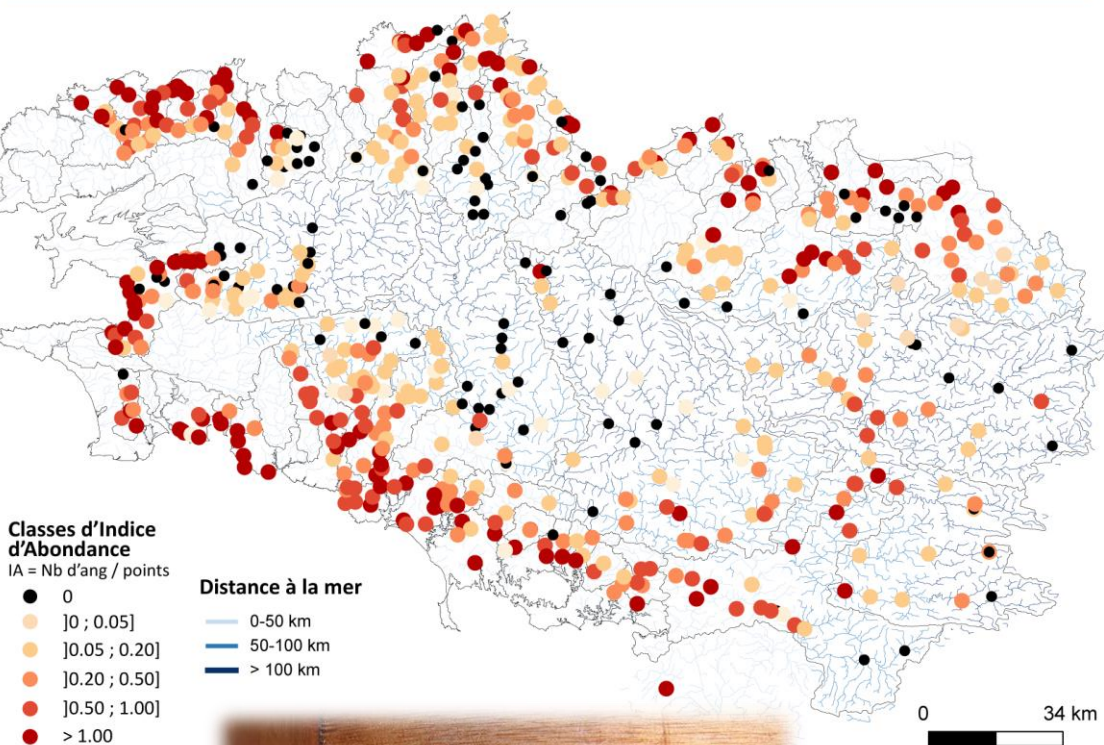 Classes d'Indice
d'Abondance
IA = Nb d'ang / points
0
]0 ; 0.05]
]0.05 ; 0.20]
]0.20 ; 0.50]
]0.50 ; 1.00]
> 1.00
Distance à la mer
0-50 km
50-100 km
> 100 km
0 34 km